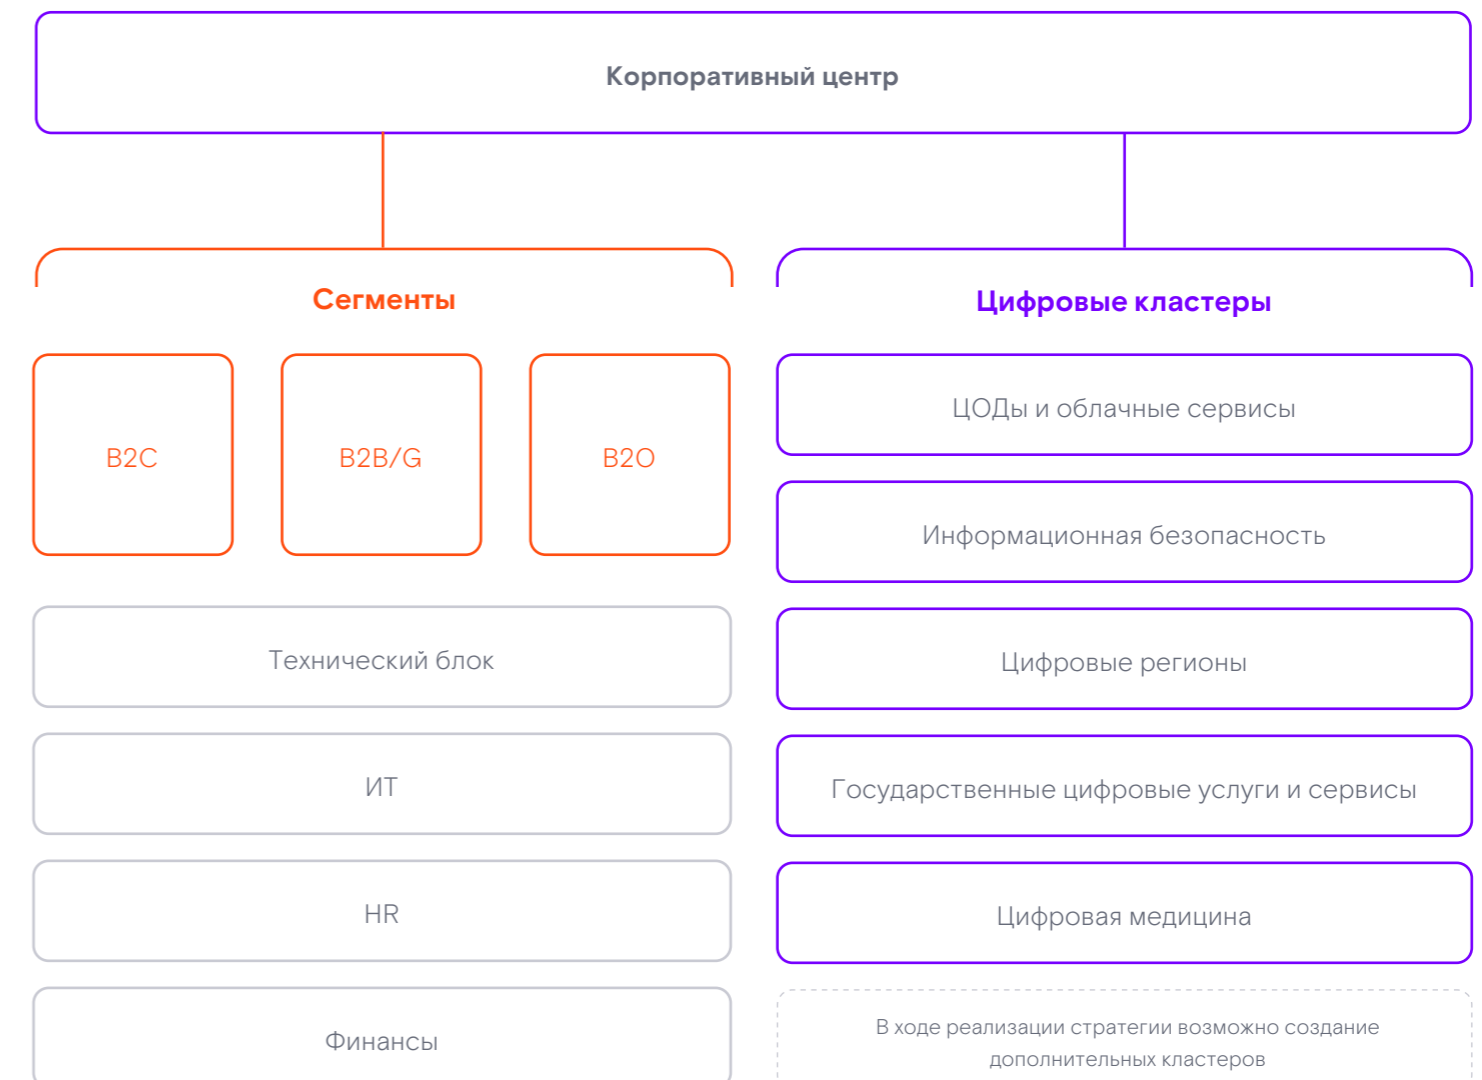 Корпоративный центр
Сегменты
B2C
B2B/G
B2O
Технический блок
ИТ
HR
Финансы
Цифровые кластеры
ЦОДы и облачные сервисы
Информационная безопасность
Цифровые регионы
Государственные цифровые услуги и сервисы
Цифровая медицина
В ходе реализации стратегии возможно создание
дополнительных кластеров